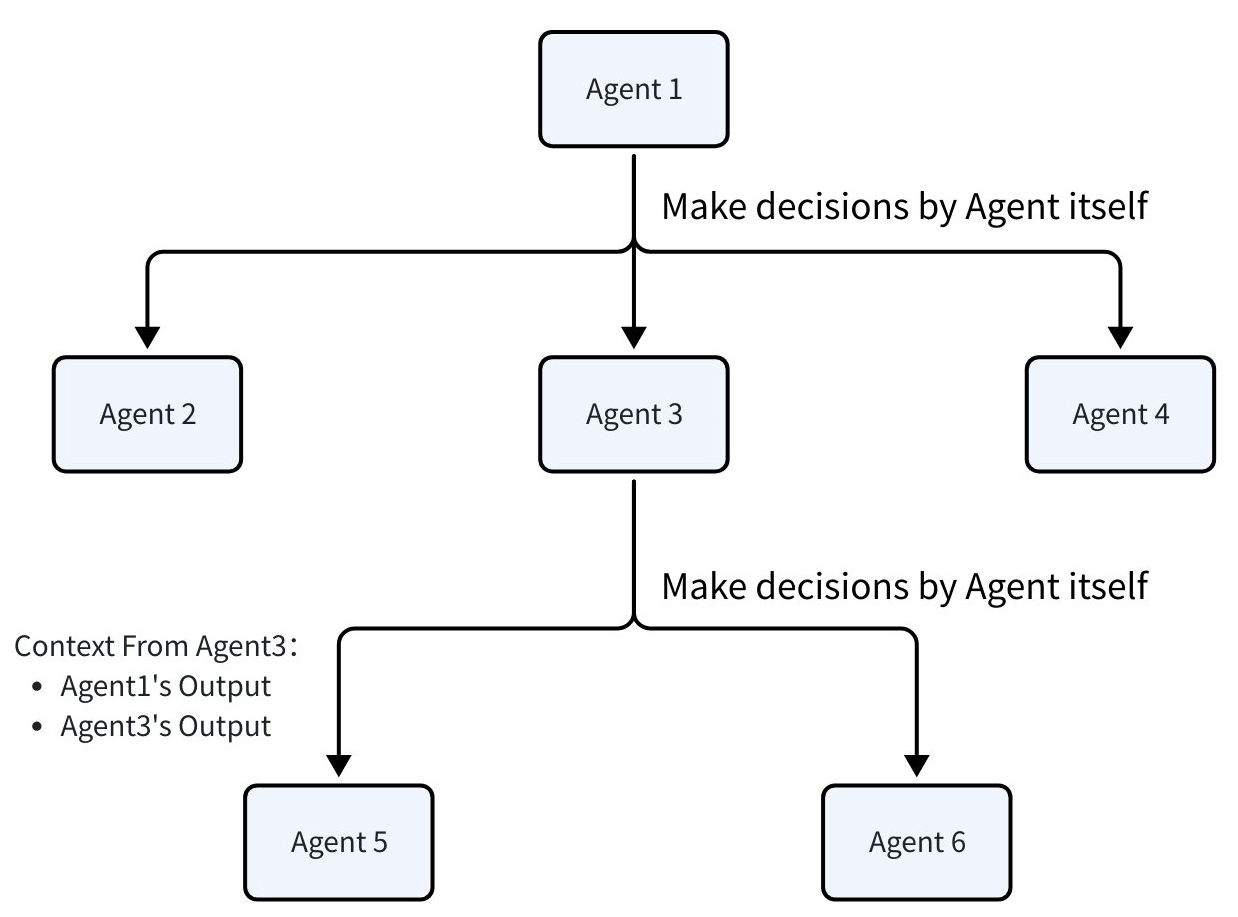 Agent 1
Make decisions by Agent itself
Agent 2
Agent 3
Agent 4
Make decisions by Agent itself
Context From Agent3：
• Agent1's Output
• Agent3's Output
Agent 5
Agent 6